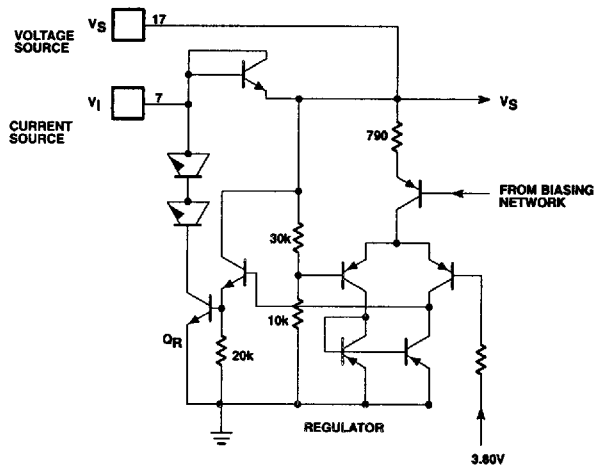 VS
17
VOLTAGE
SOURCE
VI
7
VS
CURRENT
SOURCE
790
FROM BIASING
NETWORK
30k
10k
QR
20k
REGULATOR
3.60V